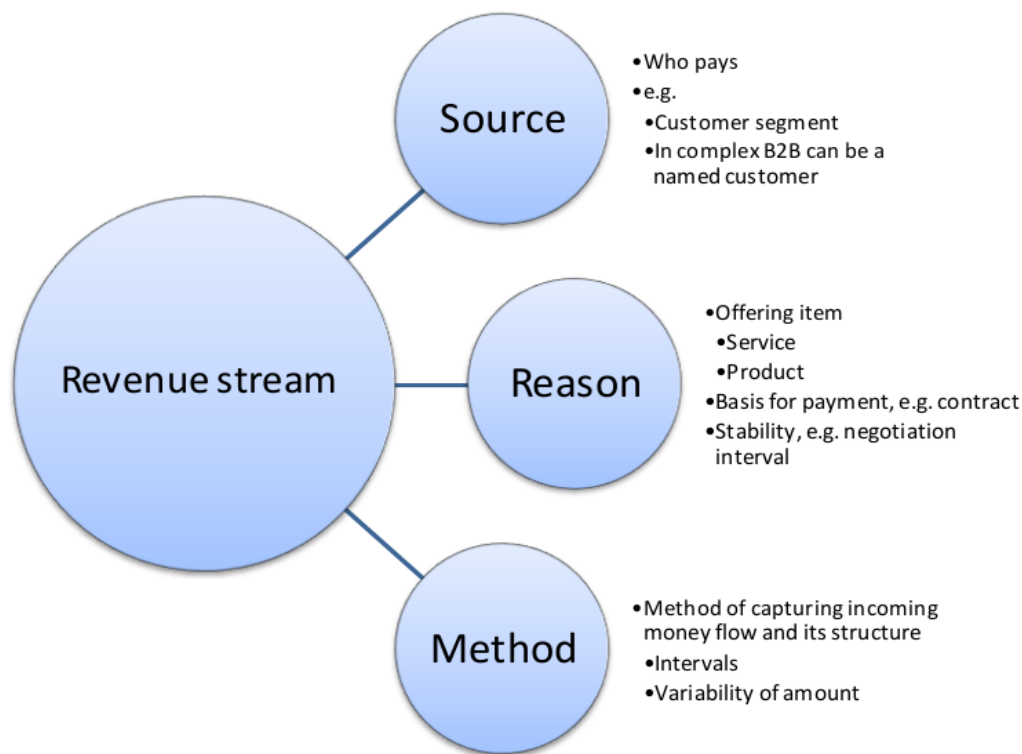 Source
•Who pays
•e.g.
•Customer segment
•In complex B2B can be a
named customer
Revenue stream
Reason
•Offering item
•Service
•Product
•Basis for payment, e.g. contract
•Stability, e.g. negotiation
interval
Method
•Method of capturing incoming
money flow and its structure
•Intervals
•Variability of amount